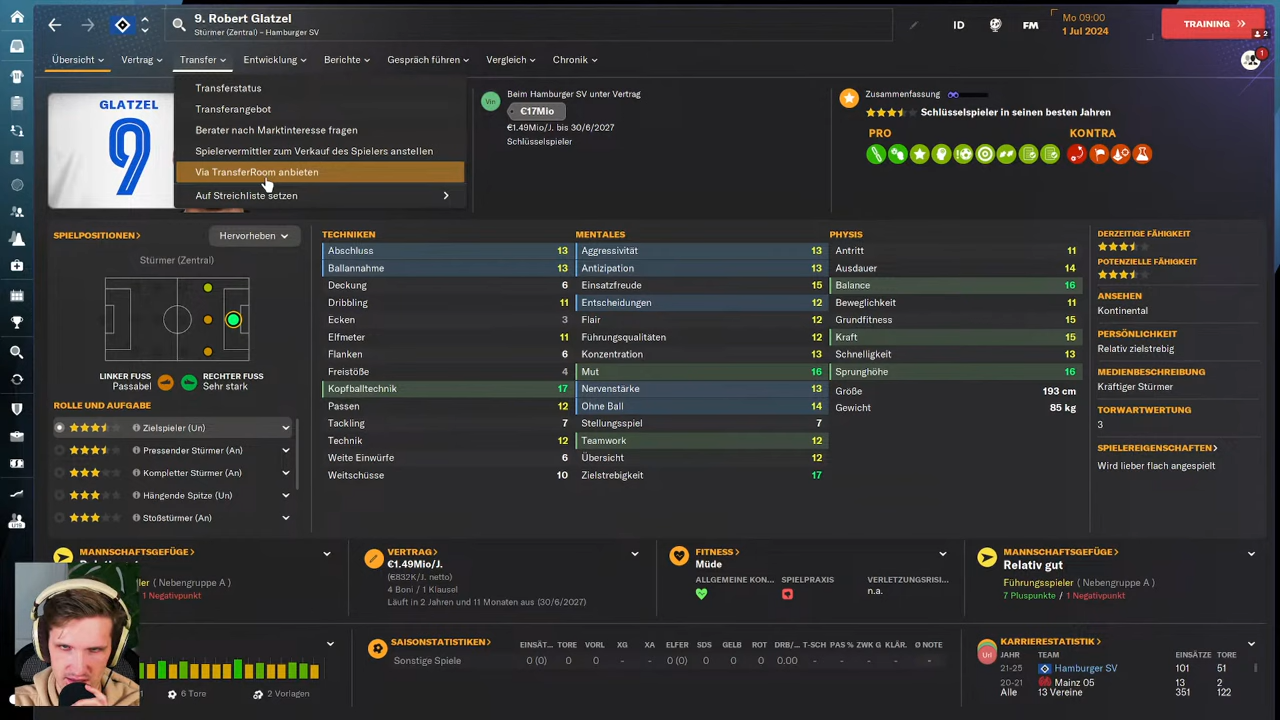 9. Robert Glatzel
Stürmer (Zentral) – Hamburger SV
ID
FM
Mo 09:00
1 Jul 2024
TRAINING
2
Übersicht
Vertrag
Transfer
Entwicklung
Berichte
Gespräch führen
Vergleich
Chronik
1
GLATZEL
9
Transferstatus
Transferangebot
Berater nach Marktinteresse fragen
Spielervermittler zum Verkauf des Spielers anstellen
Via TransferRoom anbieten
Auf Streichliste setzen
Vin
Beim Hamburger SV unter Vertrag
€17Mio
€1.49Mio/J. bis 30/6/2027
Schlüsselspieler
Zusammenfassung
Schlüsselspieler in seinen besten Jahren
PRO
KONTRA
SPIELPOSITIONEN
Hervorheben
Stürmer (Zentral)
LINKER FUSS
Passabel
RECHTER FUSS
Sehr stark
ROLLE UND AUFGABE
Zielspieler (Un)
Pressender Stürmer (An)
Kompletter Stürmer (An)
Hängende Spitze (Un)
Stoßstürmer (An)
TECHNIKEN
Abschluss 13
Ballannahme 13
Deckung 6
Dribbling 11
Ecken 3
Elfmeter 11
Flanken 6
Freistöße 4
Kopfballtechnik 17
Passen 12
Tackling 7
Technik 12
Weite Einwürfe 6
Weitschüsse 10
MENTALES
Aggressivität 13
Antizipation 13
Einsatzfreude 15
Entscheidungen 12
Flair 12
Führungsqualitäten 12
Konzentration 13
Mut 16
Nervenstärke 13
Ohne Ball 14
Stellungsspiel 7
Teamwork 12
Übersicht 12
Zielstrebigkeit 17
PHYSIS
Antritt 11
Ausdauer 14
Balance 16
Beweglichkeit 11
Grundfitness 15
Kraft 15
Schnelligkeit 13
Sprunghöhe 16
Größe 193 cm
Gewicht 85 kg
DERZEITIGE FÄHIGKEIT
POTENZIELLE FÄHIGKEIT
ANSEHEN
Kontinental
PERSÖNLICHKEIT
Relativ zielstrebig
MEDIENBESCHREIBUNG
Kräftiger Stürmer
TORWARTWERTUNG
3
SPIELEREIGENSCHAFTEN
Wird lieber flach angespielt
MANNSCHAFTSGEFÜGE
( Nebengruppe A )
1 Negativpunkt
VERTRAG
€1.49Mio/J.
(€832K/J. netto)
4 Boni / 1 Klausel
Läuft in 2 Jahren und 11 Monaten aus (30/6/2027)
FITNESS
Müde
ALLGEMEINE KON...
SPIELPRAXIS
VERLETZUNGSRISI...
n.a.
MANNSCHAFTSGEFÜGE
Relativ gut
Führungsspieler ( Nebengruppe A )
7 Pluspunkte / 1 Negativpunkt
6 Tore
2 Vorlagen
SAISONSTATISTIKEN
EINSÄT... TORE VORL XG XA ELFER SDS GELB ROT DRB/... T-SCH PAS % ZWK G KLÄR. Ø NOTE
Sonstige Spiele 0 (0) 0 0 - - 0 (0) 0 0 0 0.00 - - - - -
KARRIERESTATISTIK
JAHR TEAM EINSÄTZE TORE
21-25 Hamburger SV 101 51
20-21 Mainz 05 13 2
Alle 13 Vereine 351 122
U19